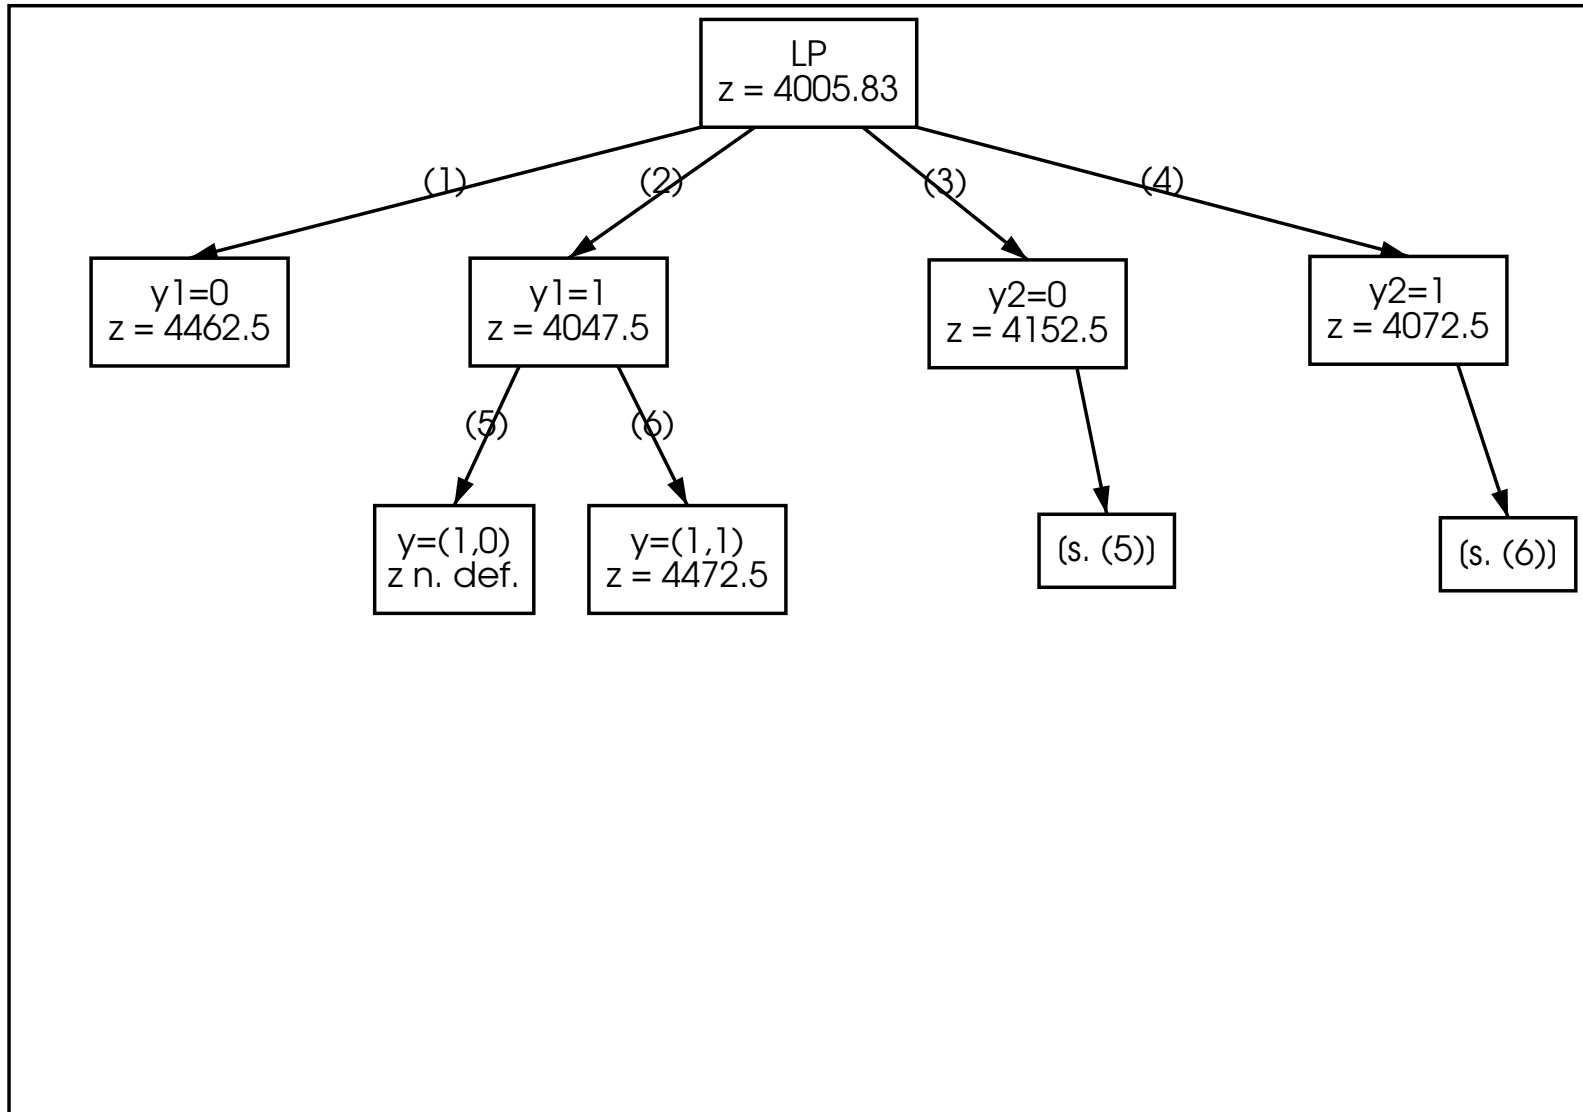 LP
z = 4005.83
(1)
(2)
(3)
(4)
y1=0
z = 4462.5
y1=1
z = 4047.5
y2=0
z = 4152.5
y2=1
z = 4072.5
(5)
(6)
y=(1,0)
z n. def.
y=(1,1)
z = 4472.5
(s. (5))
(s. (6))